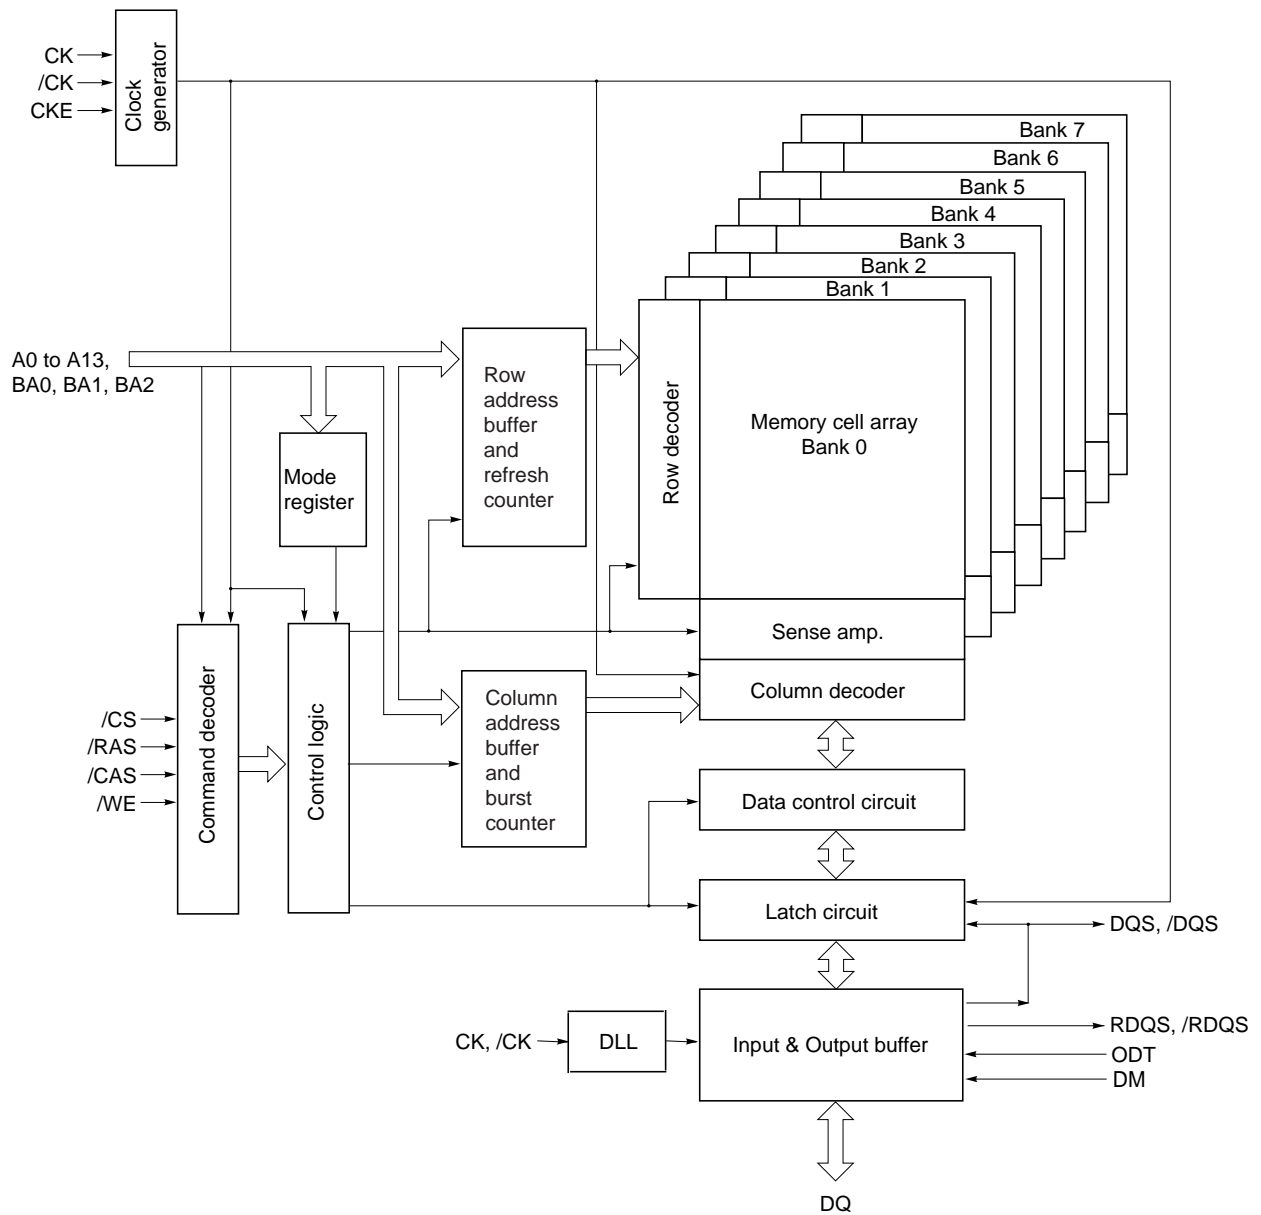 CK
/CK
CKE
Clock
generator
Bank 7
Bank 6
Bank 5
Bank 4
Bank 3
Bank 2
Bank 1
A0 to A13,
BA0, BA1, BA2
Mode
register
Row
address
buffer
and
refresh
counter
Row decoder
Memory cell array
Bank 0
Sense amp.
Column decoder
/CS
/RAS
/CAS
/WE
Command decoder
Control logic
Column
address
buffer
and
burst
counter
Data control circuit
Latch circuit
DQS, /DQS
CK, /CK
DLL
Input & Output buffer
RDQS, /RDQS
ODT
DM
DQ